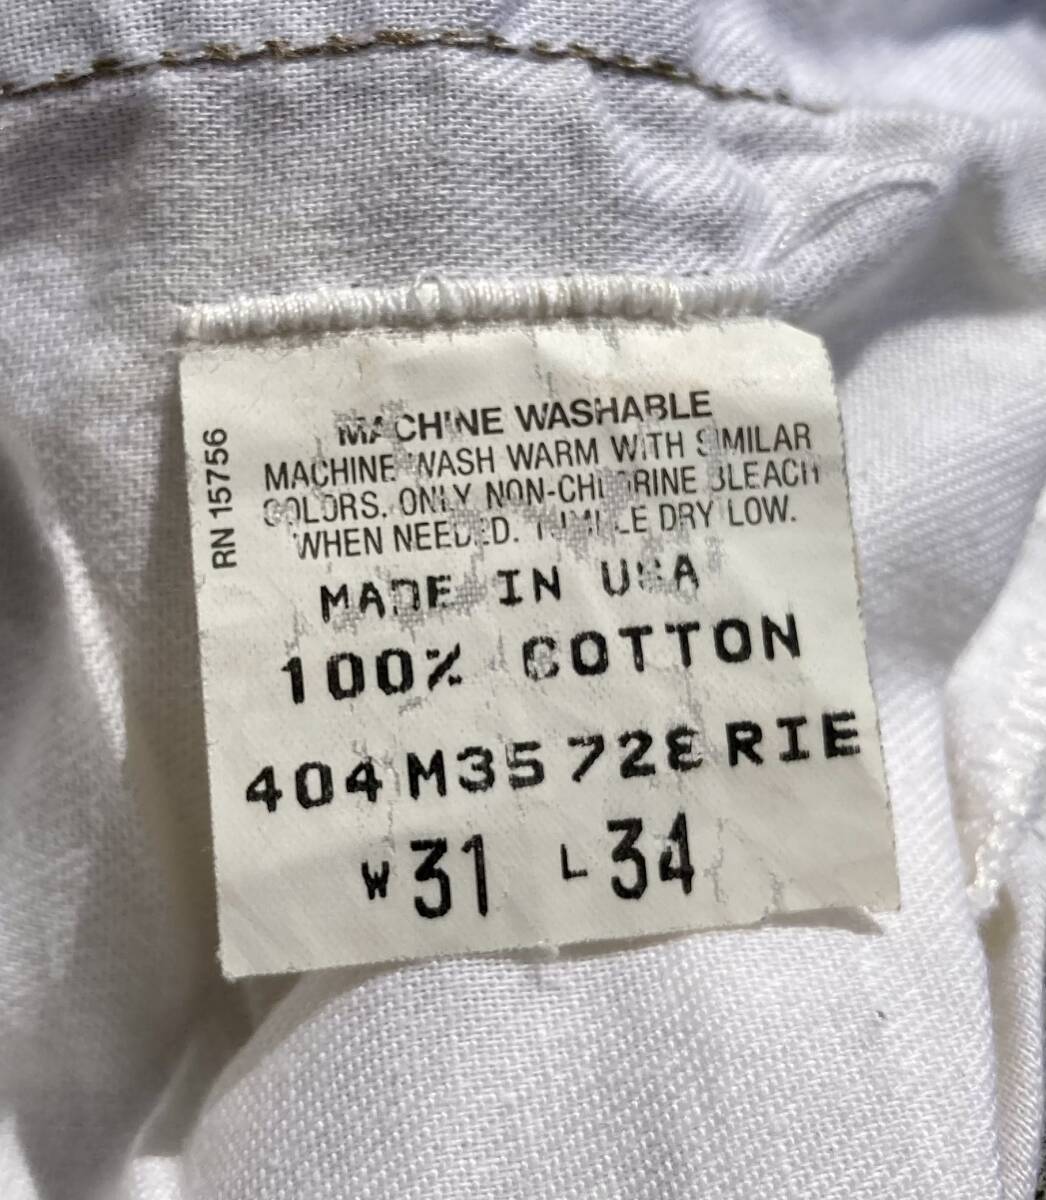 RN 15756
MACHINE WASHABLE
MACHINE WASH WARM WITH SIMILAR
COLORS. ONLY NON-CHLORINE BLEACH
WHEN NEEDED. TUMBLE DRY LOW.
MADE IN USA
100% COTTON
404 M35 728 RIE
W 31 L 34